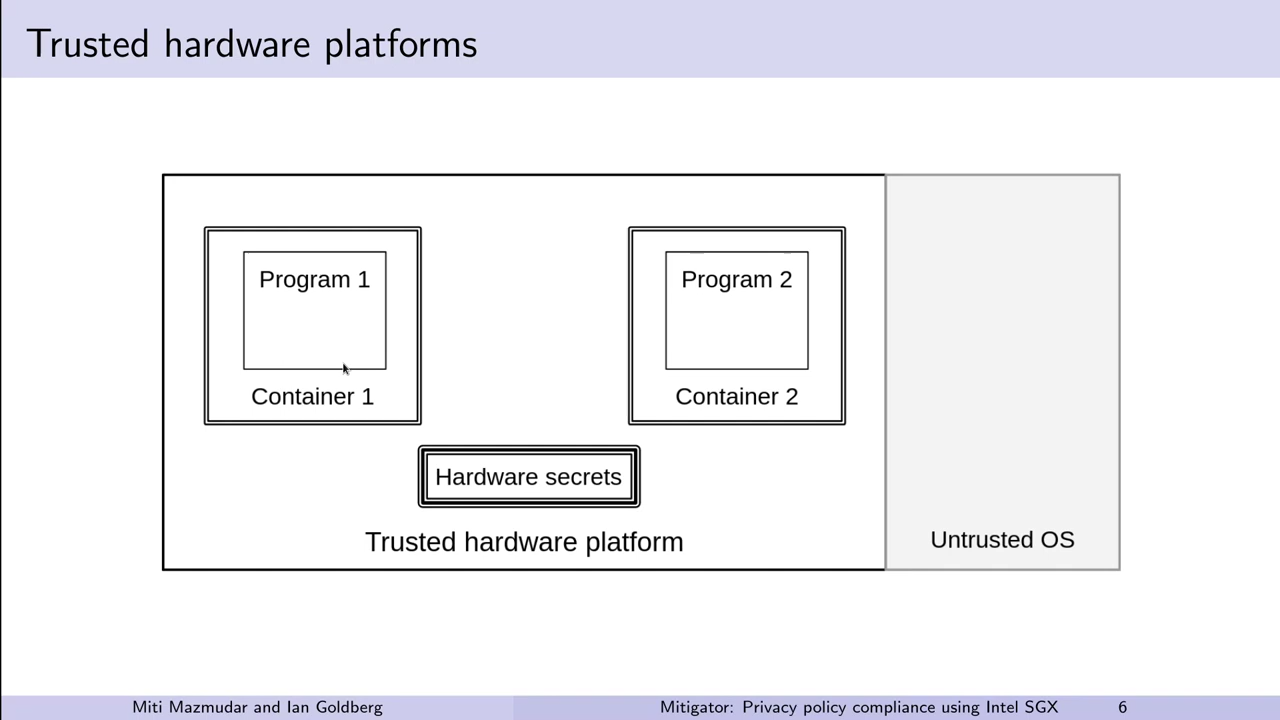 Trusted hardware platforms
Program 1
Program 2
Container 1
Container 2
Hardware secrets
Trusted hardware platform
Untrusted OS
Miti Mazmudar and Ian Goldberg
Mitigator: Privacy policy compliance using Intel SGX
6